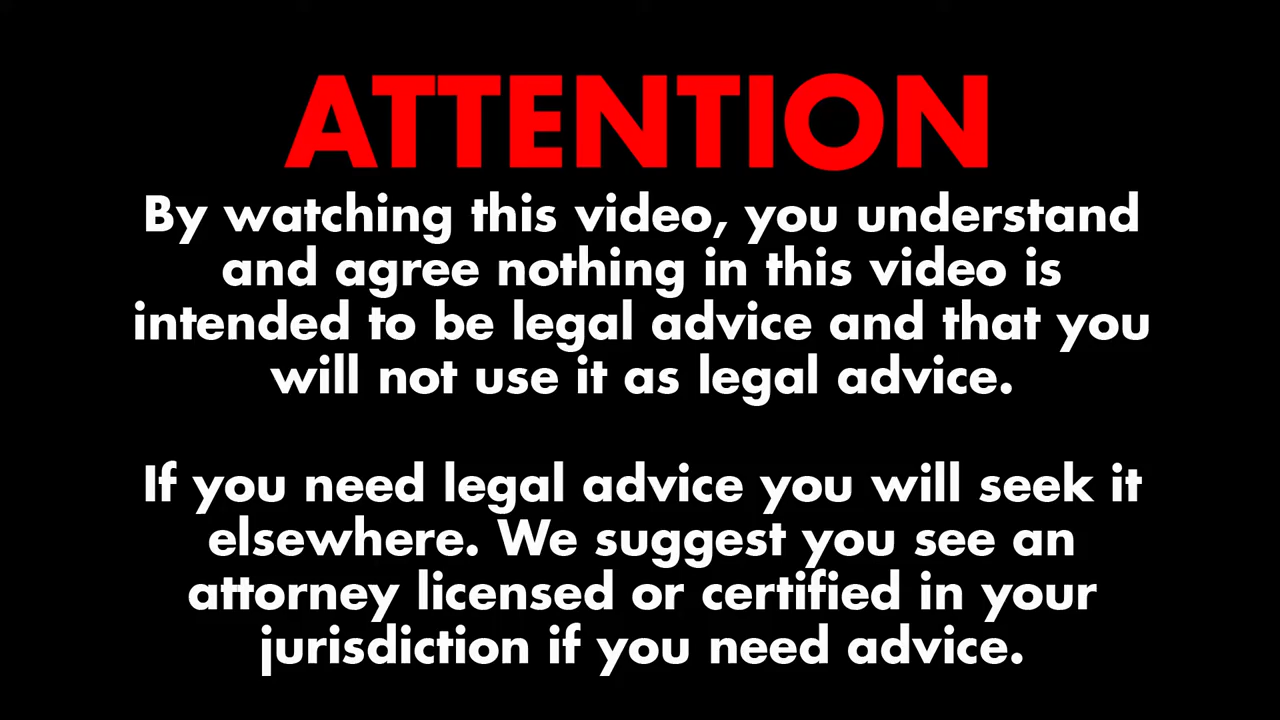 ATTENTION
By watching this video, you understand
and agree nothing in this video is
intended to be legal advice and that you
will not use it as legal advice.
If you need legal advice you will seek it
elsewhere. We suggest you see an
attorney licensed or certified in your
jurisdiction if you need advice.